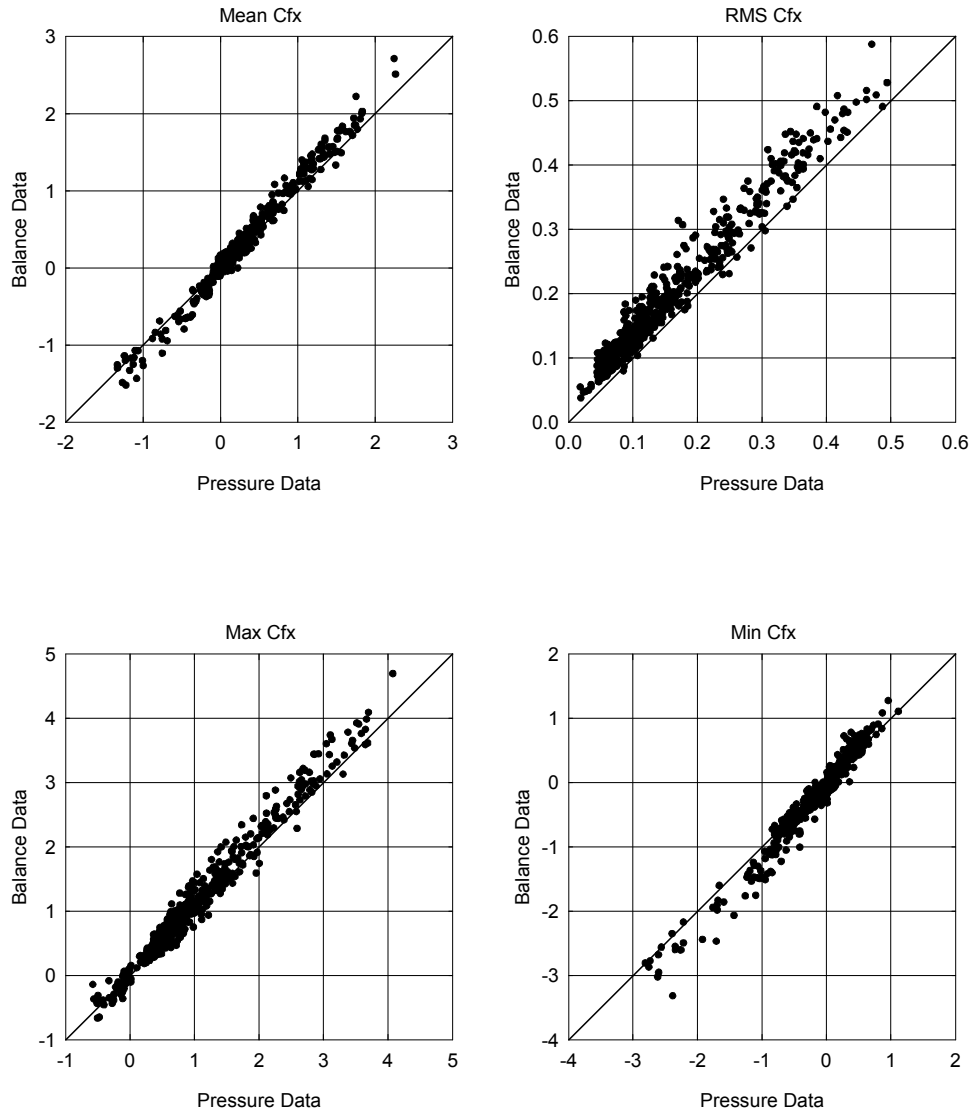 Mean Cfx
3
2
1
0
-1
-2
-2 -1 0 1 2 3
Balance Data
Pressure Data
RMS Cfx
0.6
0.5
0.4
0.3
0.2
0.1
0.0
0.0 0.1 0.2 0.3 0.4 0.5 0.6
Balance Data
Pressure Data
Max Cfx
5
4
3
2
1
0
-1
-1 0 1 2 3 4 5
Balance Data
Pressure Data
Min Cfx
2
1
0
-1
-2
-3
-4
-4 -3 -2 -1 0 1 2
Balance Data
Pressure Data